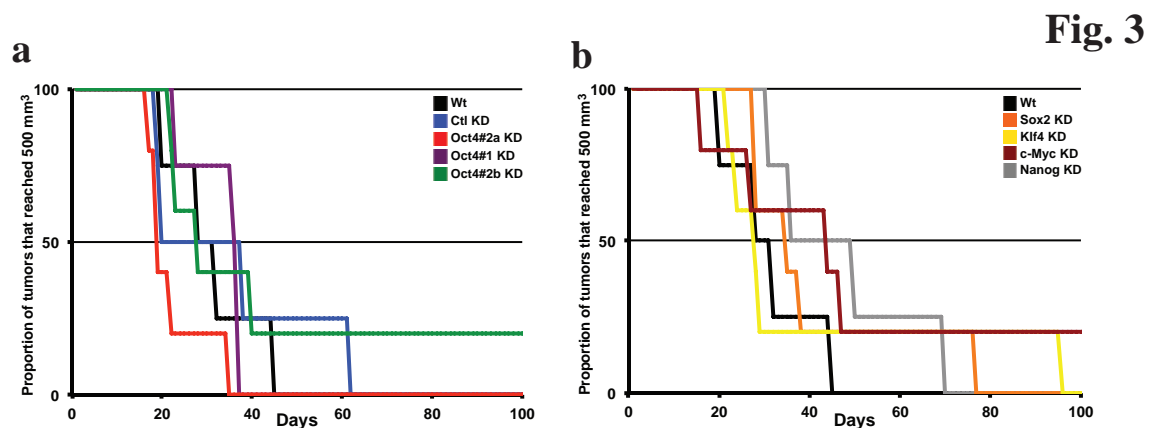 Fig. 3
a
Proportion of tumors that reached 500 mm³
100
50
0
Wt
Ctl KD
Oct4#2a KD
Oct4#1 KD
Oct4#2b KD
0 20 40 60 80 100
Days
b
Proportion of tumors that reached 500 mm³
100
50
0
Wt
Sox2 KD
Klf4 KD
c-Myc KD
Nanog KD
0 20 40 60 80 100
Days